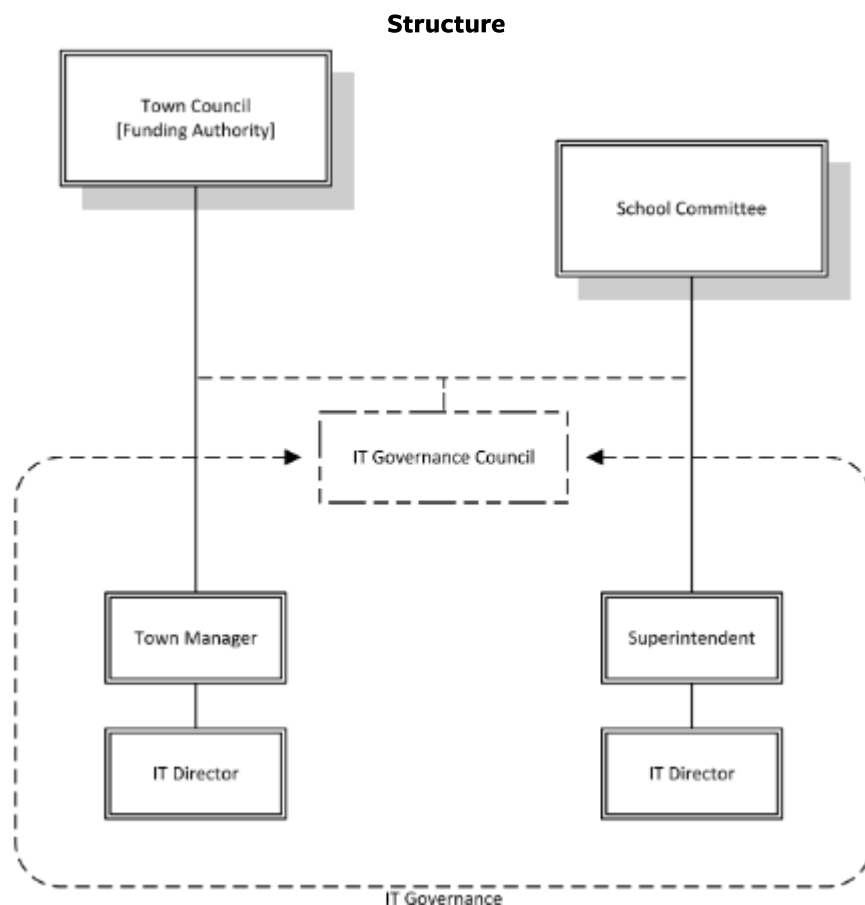 Structure
Town Council
[Funding Authority]
School Committee
IT Governance Council
Town Manager
Superintendent
IT Director
IT Director
IT Governance